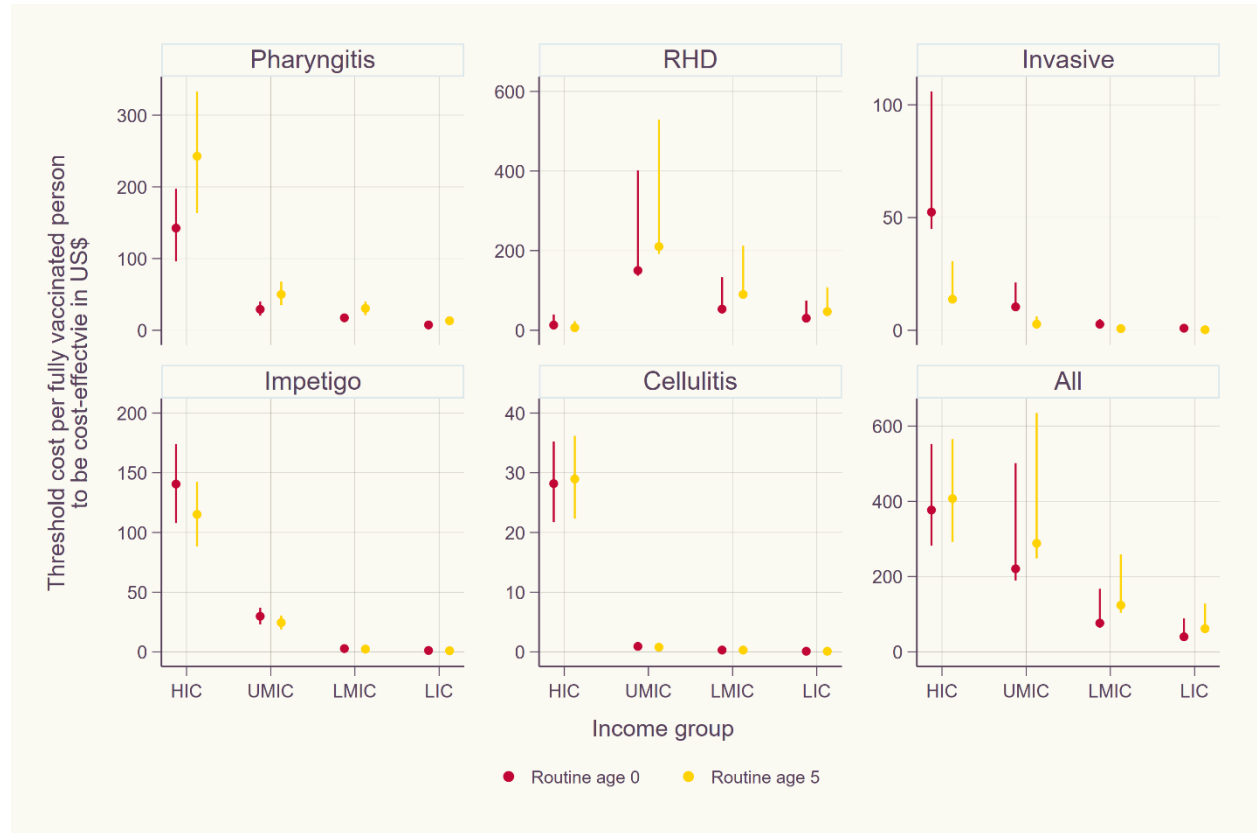 Threshold cost per fully vaccinated person
to be cost-effectvie in US$
Pharyngitis
300
200
100
0
RHD
600
400
200
0
Invasive
100
50
0
Impetigo
200
150
100
50
0
Cellulitis
40
30
20
10
0
All
600
400
200
0
HIC UMIC LMIC LIC
HIC UMIC LMIC LIC
HIC UMIC LMIC LIC
Income group
Routine age 0
Routine age 5